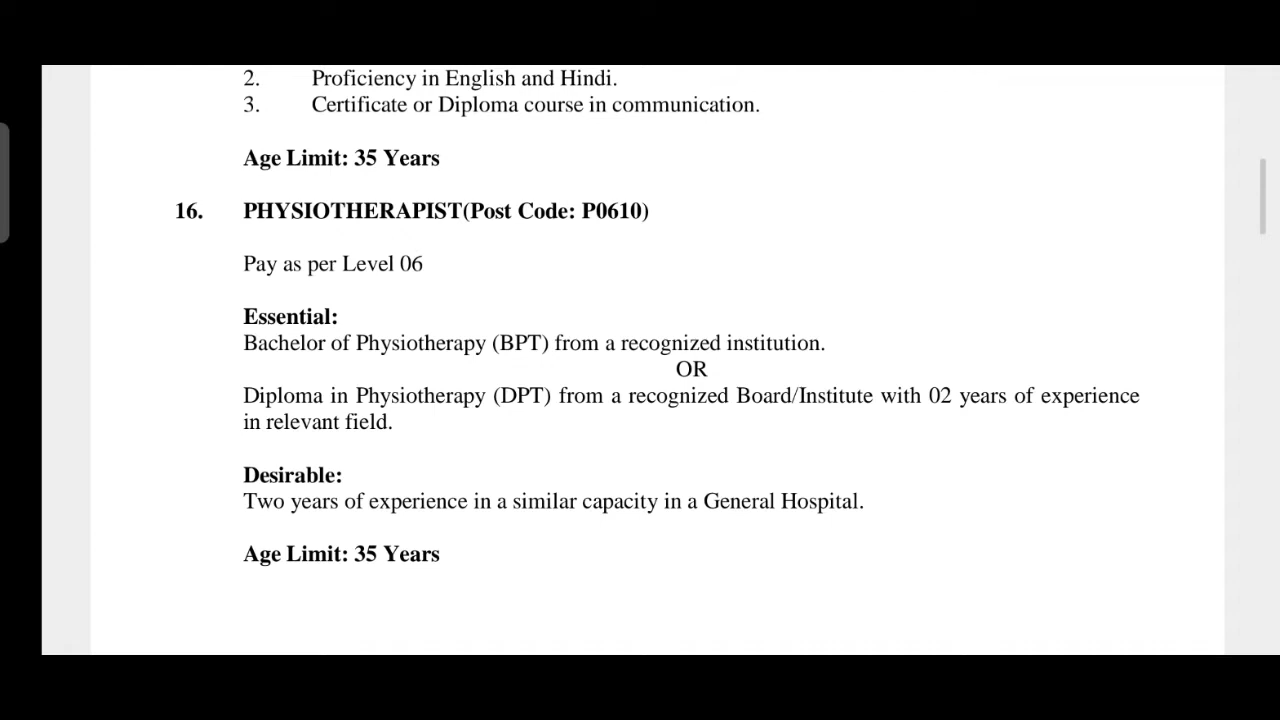 2. Proficiency in English and Hindi.
3. Certificate or Diploma course in communication.
Age Limit: 35 Years
16. PHYSIOTHERAPIST(Post Code: P0610)
Pay as per Level 06
Essential:
Bachelor of Physiotherapy (BPT) from a recognized institution.
OR
Diploma in Physiotherapy (DPT) from a recognized Board/Institute with 02 years of experience
in relevant field.
Desirable:
Two years of experience in a similar capacity in a General Hospital.
Age Limit: 35 Years